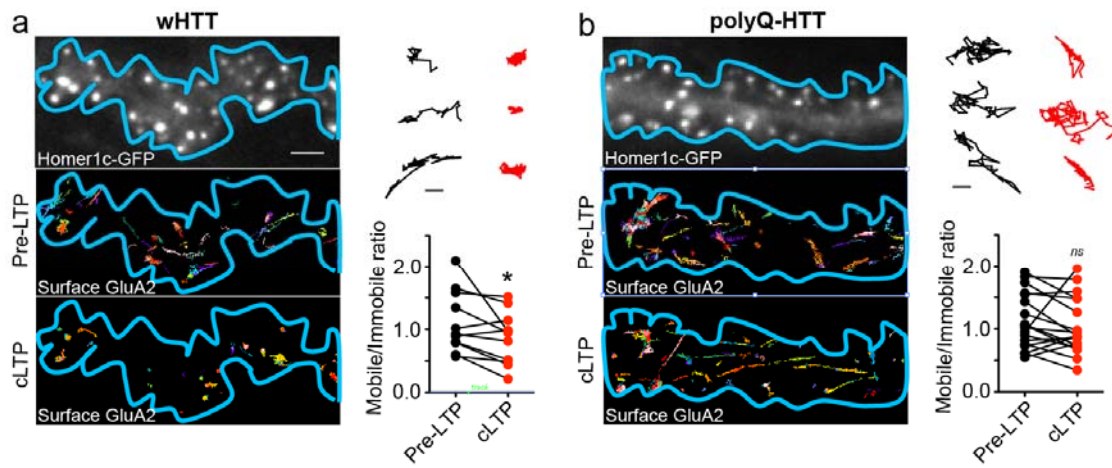 a
wHTT
Homer1c-GFP
Pre-LTP
Surface GluA2
cLTP
Surface GluA2
Mobile/Immobile ratio
2.0
1.0
0.0
*
track
Pre-LTP
cLTP
b
polyQ-HTT
Homer1c-GFP
Pre-LTP
Surface GluA2
cLTP
Surface GluA2
Mobile/Immobile ratio
2.0
1.0
0.0
ns
Pre-LTP
cLTP